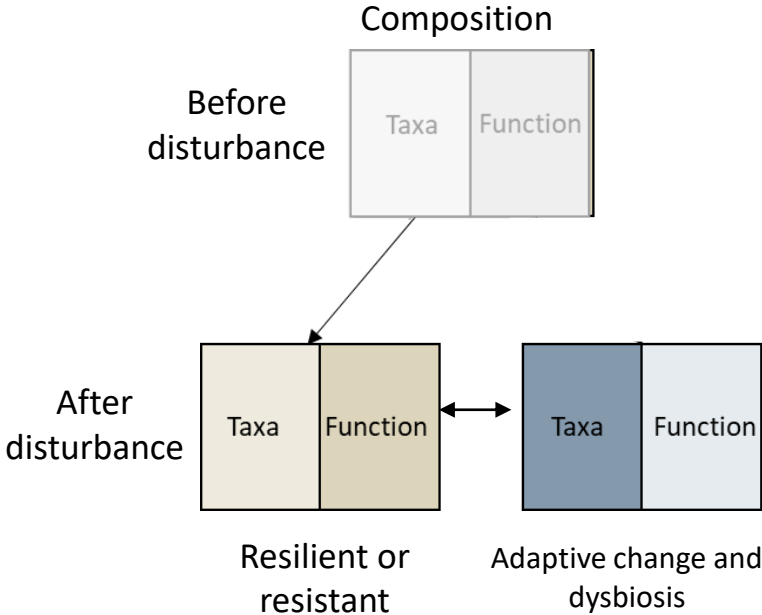 Composition
Before
disturbance
Taxa
Function
After
disturbance
Taxa
Function
Taxa
Function
Resilient or
resistant
Adaptive change and
dysbiosis